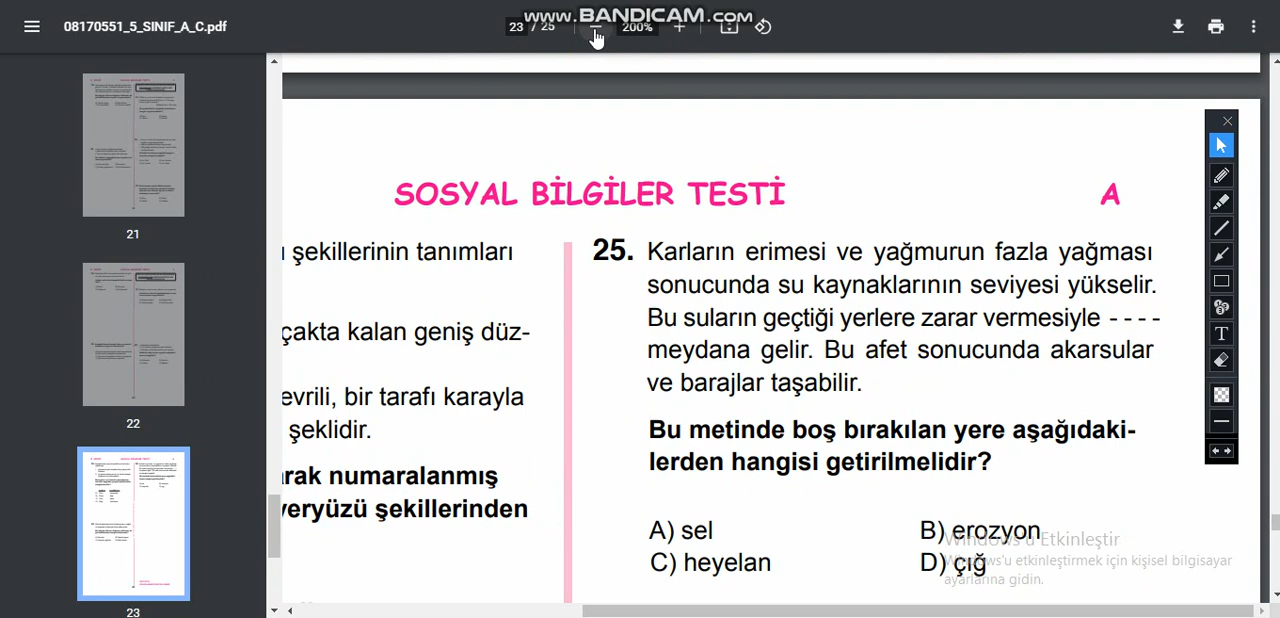 www.BANDICAM.com
08170551_5_SINIF_A_C.pdf
23 / 25
200%
21
22
23
SOSYAL BİLGİLER TESTİ
A
şekillerinin tanımları
çakta kalan geniş düz-
evrili, bir tarafı karayla
şeklidir.
arak numaralanmış
yeryüzü şekillerinden
25. Karların erimesi ve yağmurun fazla yağması
sonucunda su kaynaklarının seviyesi yükselir.
Bu suların geçtiği yerlere zarar vermesiyle - - - -
meydana gelir. Bu afet sonucunda akarsular
ve barajlar taşabilir.
Bu metinde boş bırakılan yere aşağıdaki-
lerden hangisi getirilmelidir?
A) sel
B) erozyon
C) heyelan
D) çığ
Windows'u Etkinleştir
Windows'u etkinleştirmek için kişisel bilgisayar
ayarlarına gidin.